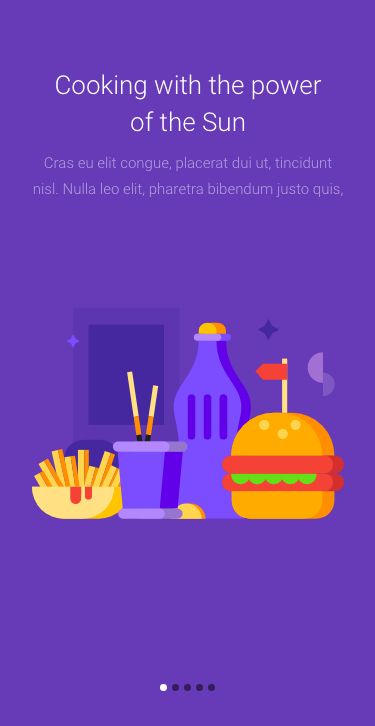 Cooking with the power
of the Sun
Cras eu elit congue, placerat dui ut, tincidunt
nisl. Nulla leo elit, pharetra bibendum justo quis,